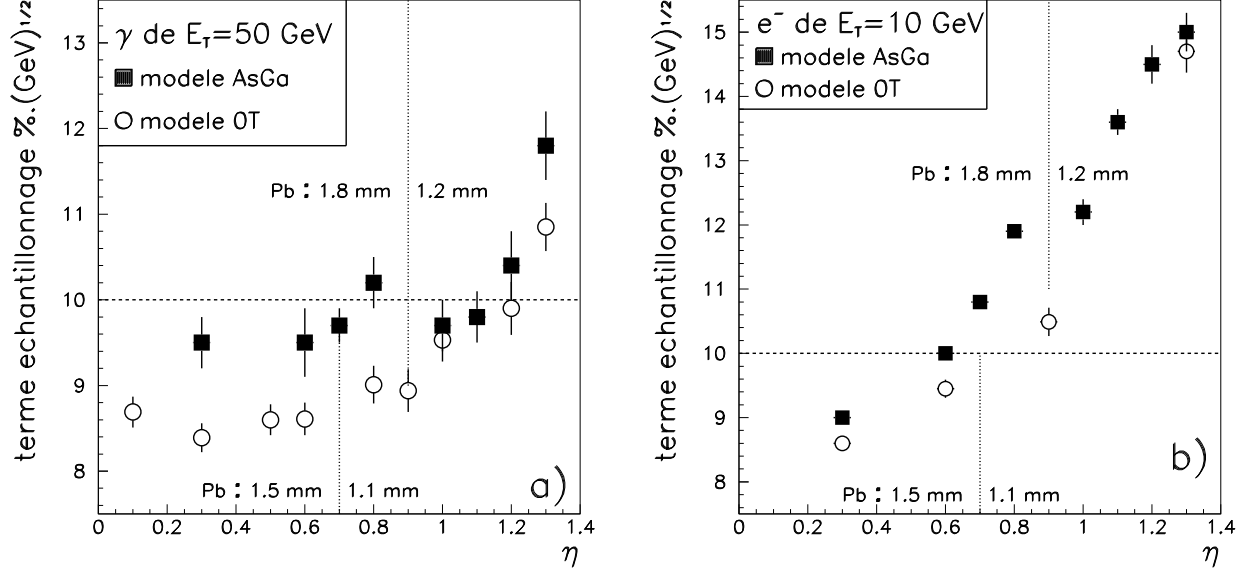 terme echantillonnage %.(GeV)1/2
γ de ET=50 GeV
modele AsGa
modele OT
13
12
11
10
9
8
Pb : 1.8 mm
1.2 mm
Pb : 1.5 mm
1.1 mm
a)
0 0.2 0.4 0.6 0.8 1 1.2 1.4
η
terme echantillonnage %.(GeV)1/2
e- de ET=10 GeV
modele AsGa
modele OT
15
14
13
12
11
10
9
8
Pb : 1.8 mm
1.2 mm
Pb : 1.5 mm
1.1 mm
b)
0 0.2 0.4 0.6 0.8 1 1.2 1.4
η